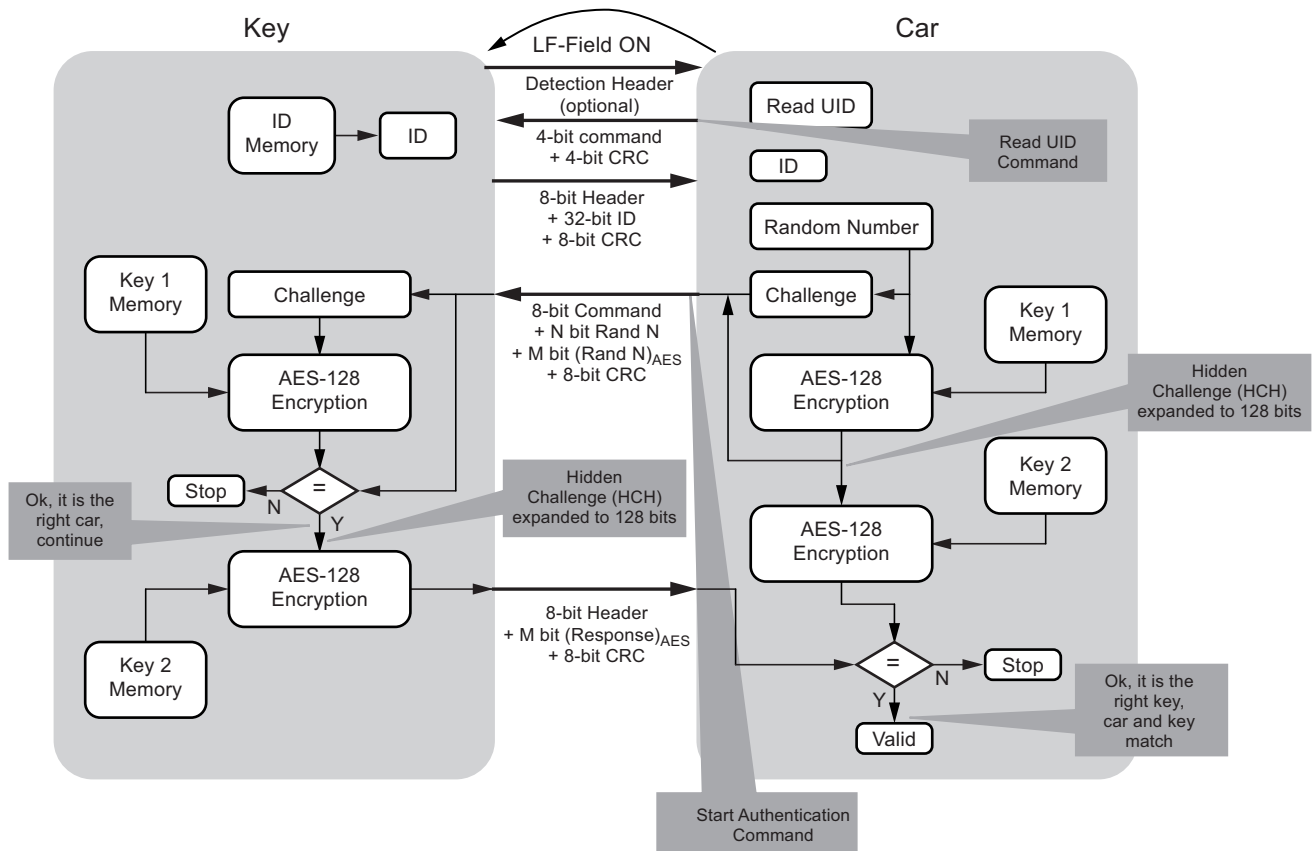 Key
Car
LF-Field ON
Detection Header
(optional)
Read UID
ID
Memory
ID
4-bit command
+ 4-bit CRC
Read UID
Command
ID
8-bit Header
+ 32-bit ID
+ 8-bit CRC
Random Number
Key 1
Memory
Challenge
Challenge
Key 1
Memory
8-bit Command
+ N bit Rand N
+ M bit (Rand N)AES
+ 8-bit CRC
AES-128
Encryption
AES-128
Encryption
Hidden
Challenge (HCH)
expanded to 128 bits
Key 2
Memory
Stop
N
=
Y
Ok, it is the
right car,
continue
Hidden
Challenge (HCH)
expanded to 128 bits
AES-128
Encryption
AES-128
Encryption
8-bit Header
+ M bit (Response)AES
+ 8-bit CRC
Key 2
Memory
=
N
Stop
Y
Valid
Ok, it is the
right key,
car and key
match
Start Authentication
Command